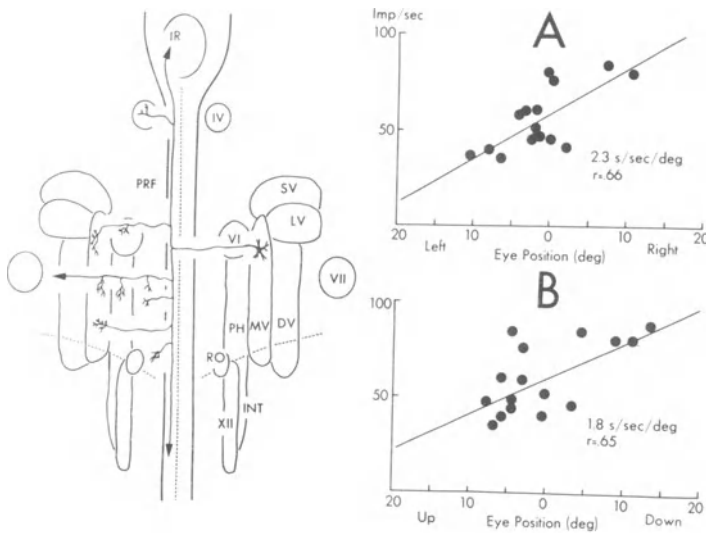 IR
IV
PRF
SV
LV
VI
VII
PH
MV
DV
RO
INT
XII
Imp/sec
A
100
50
2.3 s/sec/deg
r=.66
20 10 0 10 20
Left Eye Position (deg) Right
B
100
50
1.8 s/sec/deg
r=.65
20 10 0 10 20
Up Eye Position (deg) Down